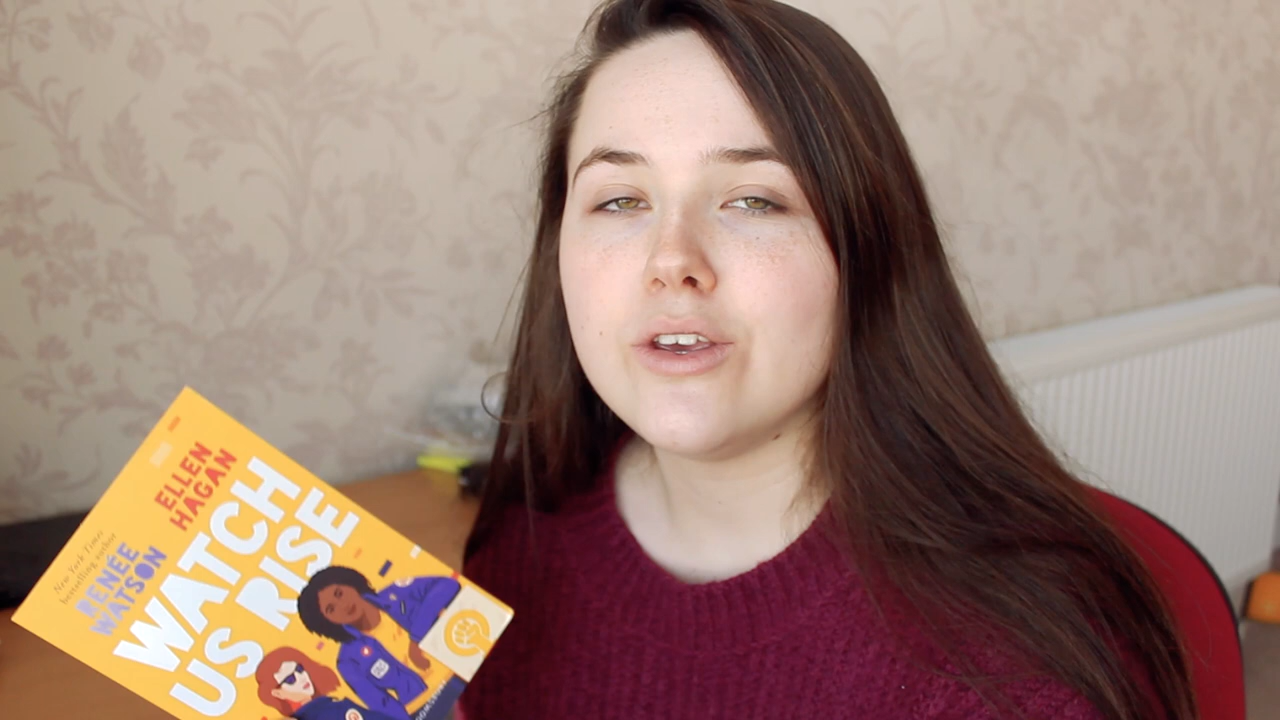 New York Times
bestselling author
RENÉE
WATSON
ELLEN
HAGAN
WATCH
US RISE